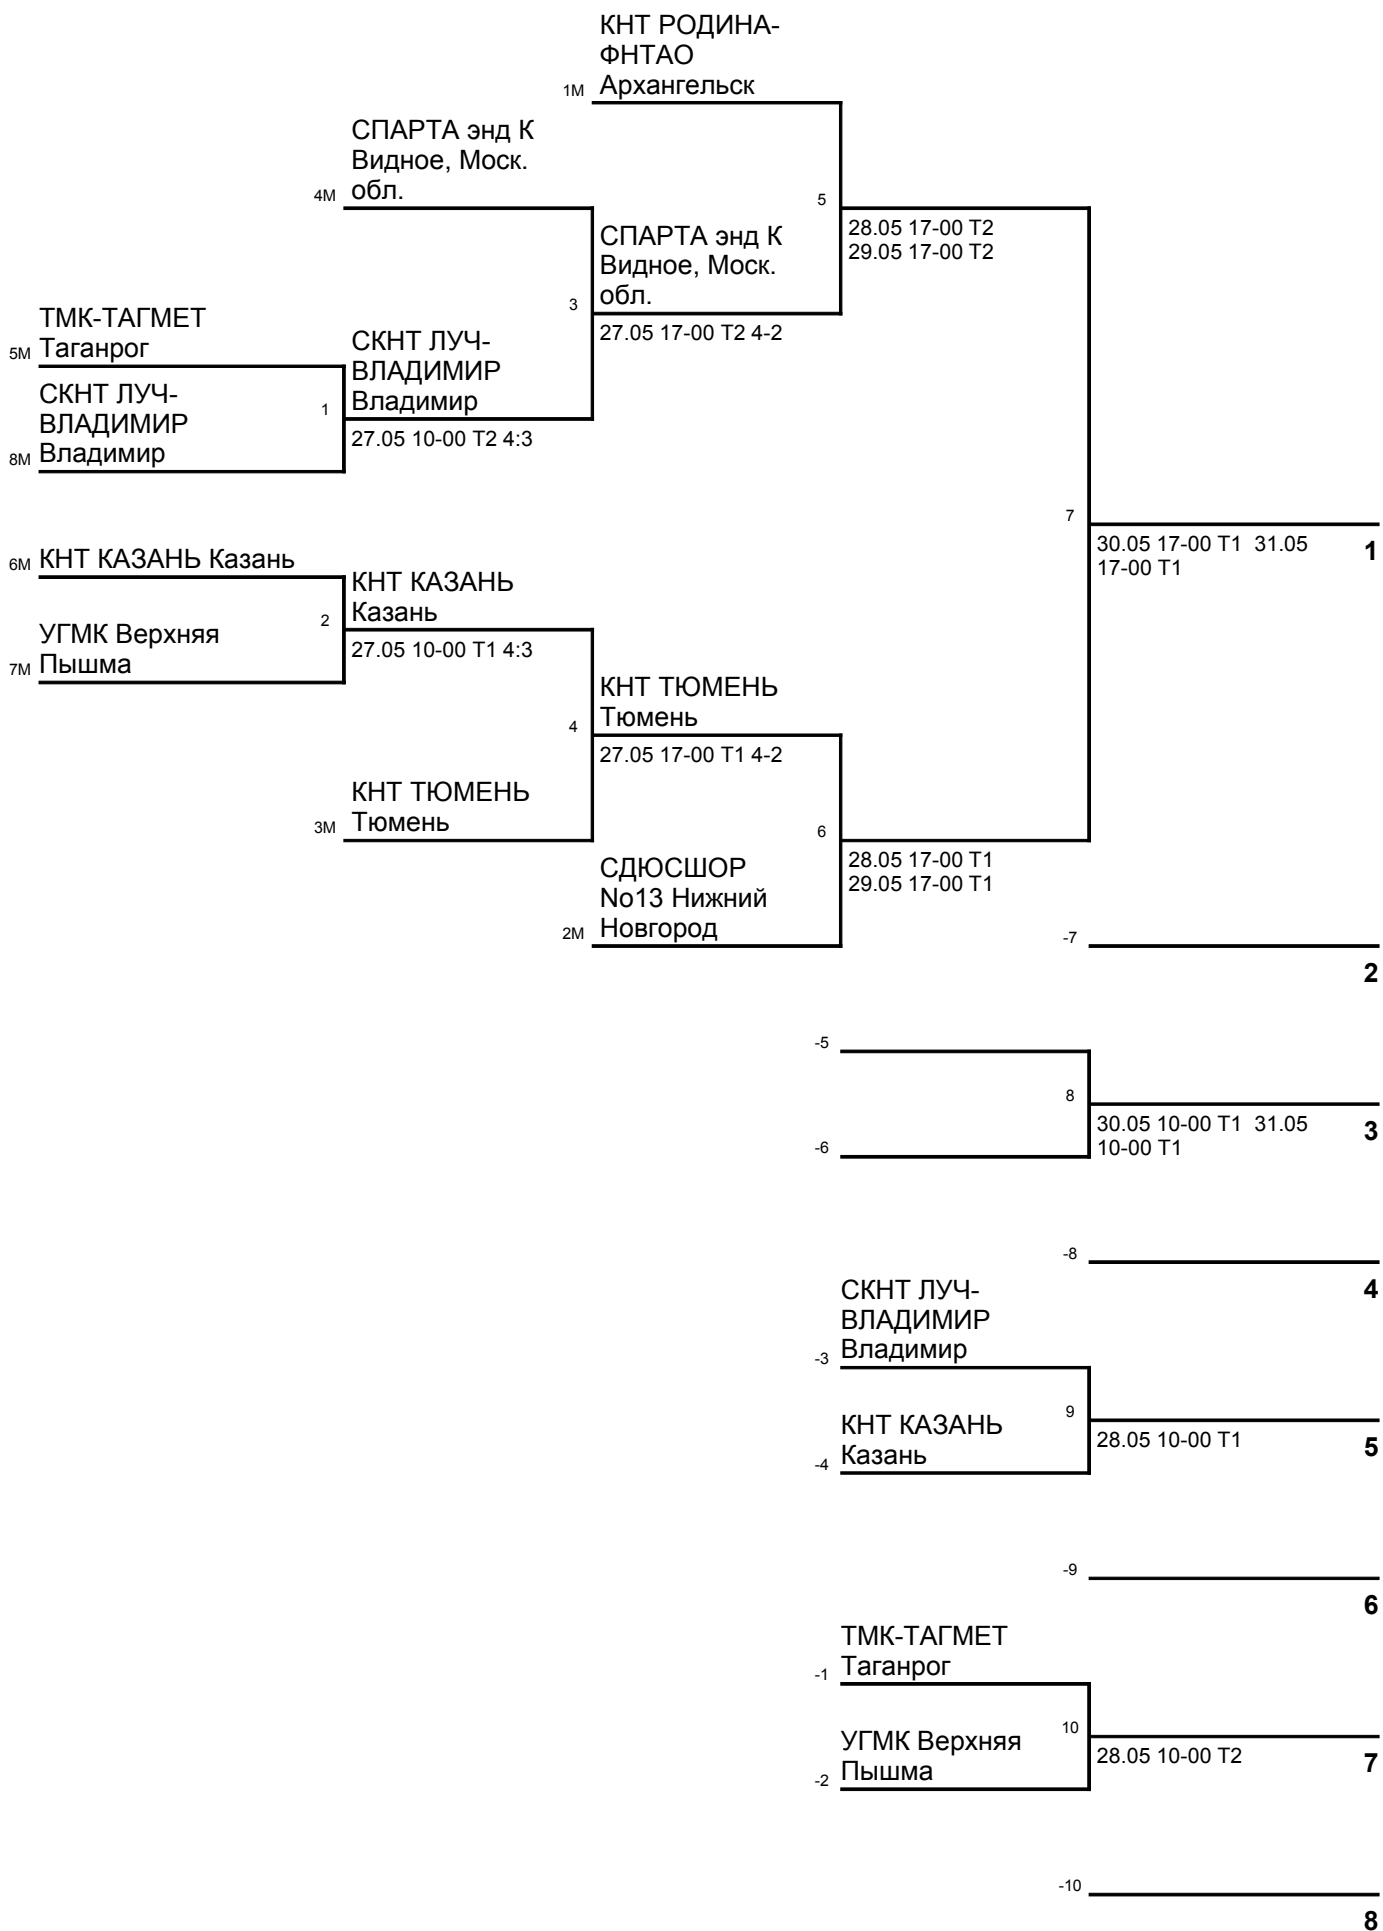 КНТ РОДИНА-
ФНТАО
1М Архангельск
СПАРТА энд К
Видное, Моск.
4М обл.
5
28.05 17-00 Т2
29.05 17-00 Т2
СПАРТА энд К
Видное, Моск.
обл.
3
27.05 17-00 Т2 4-2
ТМК-ТАГМЕТ
5М Таганрог
СКНТ ЛУЧ-
ВЛАДИМИР
Владимир
СКНТ ЛУЧ-
ВЛАДИМИР
8М Владимир
1
27.05 10-00 Т2 4:3
7
30.05 17-00 Т1 31.05
17-00 Т1
1
6М КНТ КАЗАНЬ Казань
КНТ КАЗАНЬ
Казань
2
УГМК Верхняя
7М Пышма
27.05 10-00 Т1 4:3
КНТ ТЮМЕНЬ
Тюмень
4
27.05 17-00 Т1 4-2
КНТ ТЮМЕНЬ
3М Тюмень
6
28.05 17-00 Т1
29.05 17-00 Т1
СДЮСШОР
No13 Нижний
2М Новгород
-7
2
-5
8
30.05 10-00 Т1 31.05
10-00 Т1
3
-6
-8
4
СКНТ ЛУЧ-
ВЛАДИМИР
-3 Владимир
9
КНТ КАЗАНЬ
-4 Казань
28.05 10-00 Т1
5
-9
6
ТМК-ТАГМЕТ
-1 Таганрог
10
УГМК Верхняя
-2 Пышма
28.05 10-00 Т2
7
-10
8